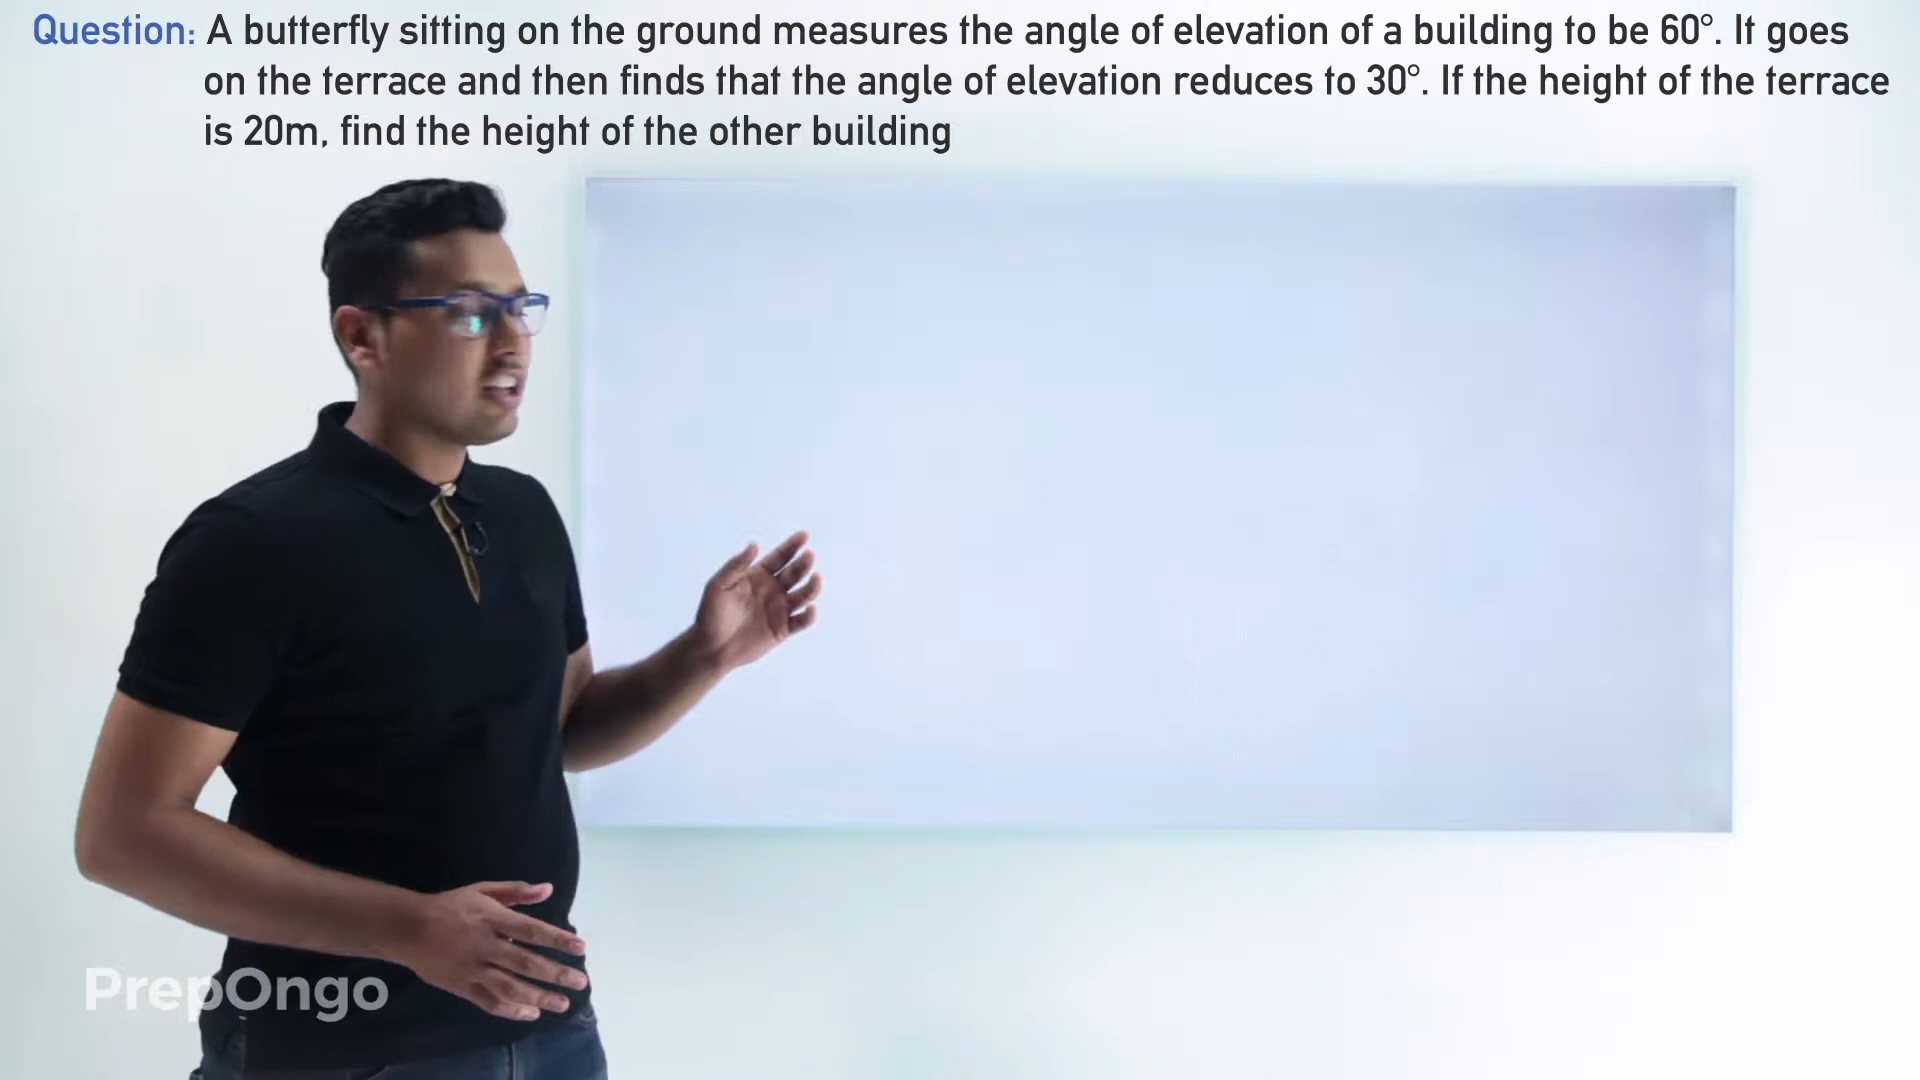 Question: A butterfly sitting on the ground measures the angle of elevation of a building to be 60°. It goes
on the terrace and then finds that the angle of elevation reduces to 30°. If the height of the terrace
is 20m, find the height of the other building
PrepOngo